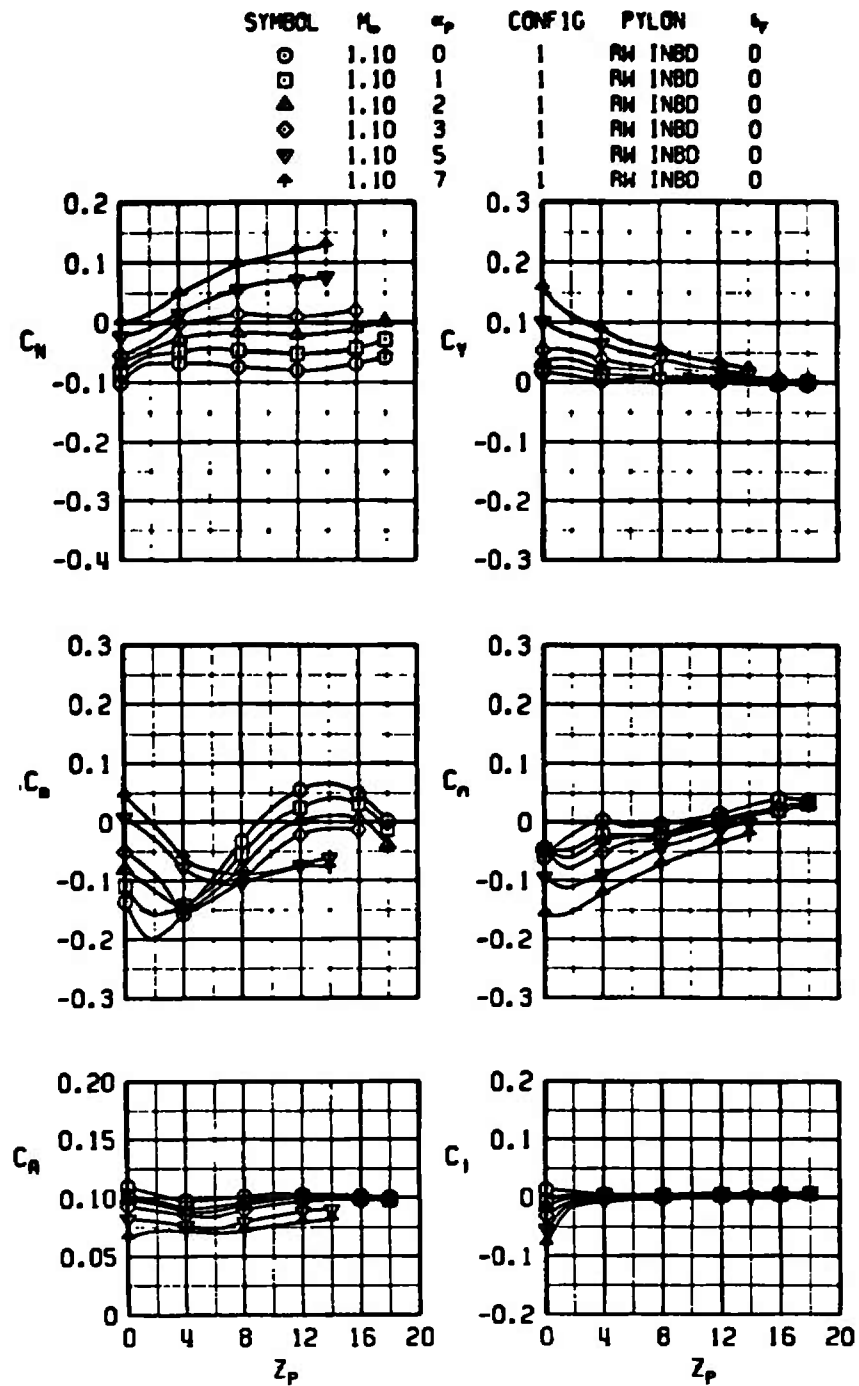 SYMBOL M∞ αP CONFIG PYLON
1.10 0 1 RW INBD 0
1.10 1 1 RW INBD 0
1.10 2 1 RW INBD 0
1.10 3 1 RW INBD 0
1.10 5 1 RW INBD 0
1.10 7 1 RW INBD 0
0.2
0.1
0
CN
-0.1
-0.2
-0.3
-0.4
0.3
0.2
0.1
CY
0
-0.1
-0.2
-0.3
0.3
0.2
0.1
Cm
0
-0.1
-0.2
-0.3
0.3
0.2
0.1
Cn
0
-0.1
-0.2
-0.3
0.20
0.15
CA
0.10
0.05
0
0 4 8 12 16 20
ZP
0.2
0.1
Cl
0
-0.1
-0.2
0 4 8 12 16 20
ZP